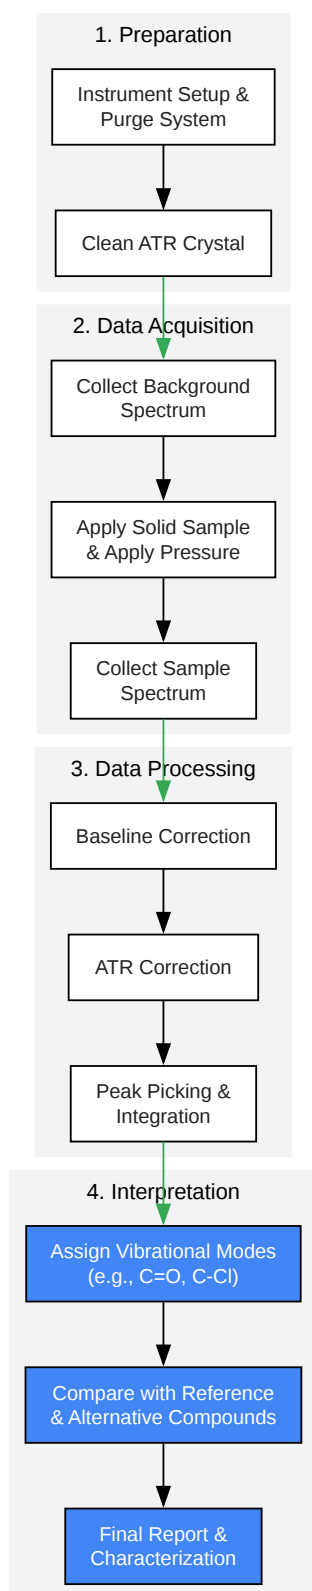 1. Preparation
Instrument Setup &
Purge System
Clean ATR Crystal
2. Data Acquisition
Collect Background
Spectrum
Apply Solid Sample
& Apply Pressure
Collect Sample
Spectrum
3. Data Processing
Baseline Correction
ATR Correction
Peak Picking &
Integration
4. Interpretation
Assign Vibrational Modes
(e.g., C=O, C-Cl)
Compare with Reference
& Alternative Compounds
Final Report &
Characterization